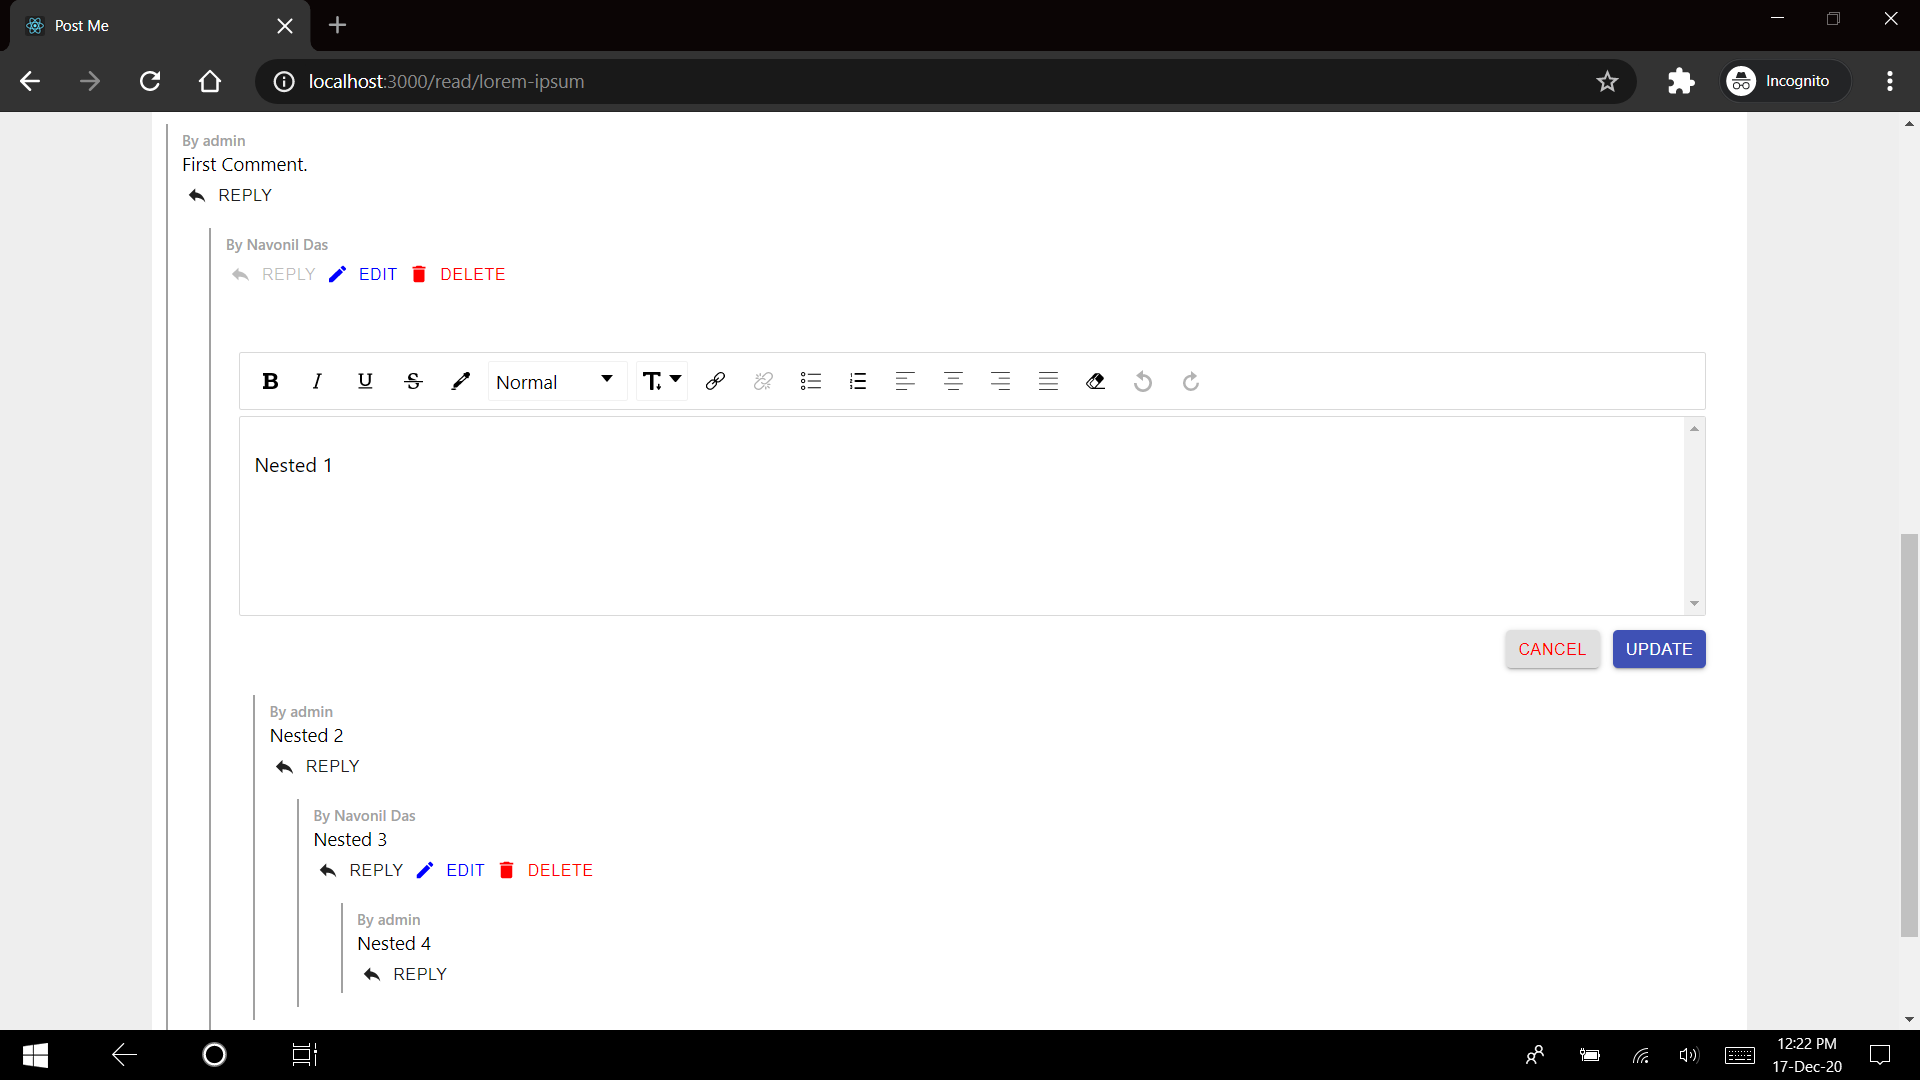 Post Me
localhost:3000/read/lorem-ipsum
Incognito
By admin
First Comment.
REPLY
By Navonil Das
REPLY EDIT DELETE
B I U S Normal T
Nested 1
CANCEL UPDATE
By admin
Nested 2
REPLY
By Navonil Das
Nested 3
REPLY EDIT DELETE
By admin
Nested 4
REPLY
12:22 PM
17-Dec-20